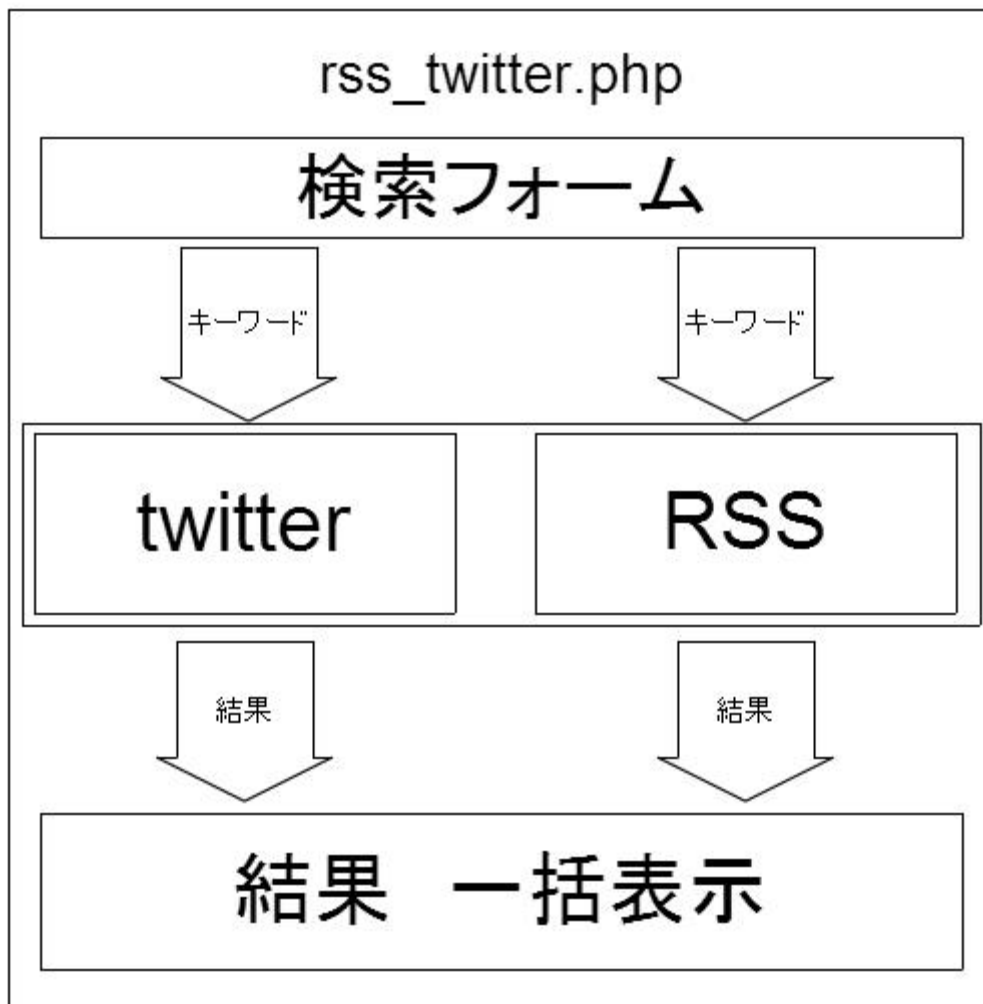 rss_twitter.php
検索フォーム
キーワード キーワード
twitter RSS
結果 結果
結果　一括表示